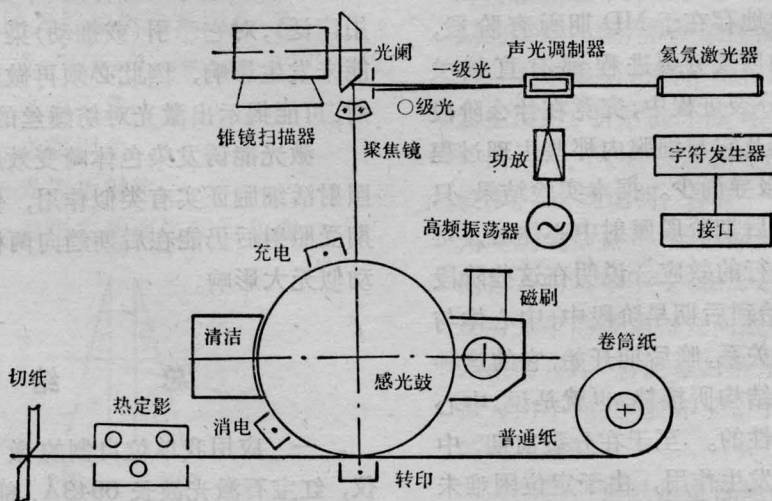 光阑
声光调制器
氦氖激光器
一级光
○级光
锥镜扫描器
聚焦镜
功放
字符发生器
高频振荡器
接口
充电
磁刷
清洁
卷筒纸
感光鼓
切纸
热定影
消电
普通纸
转印